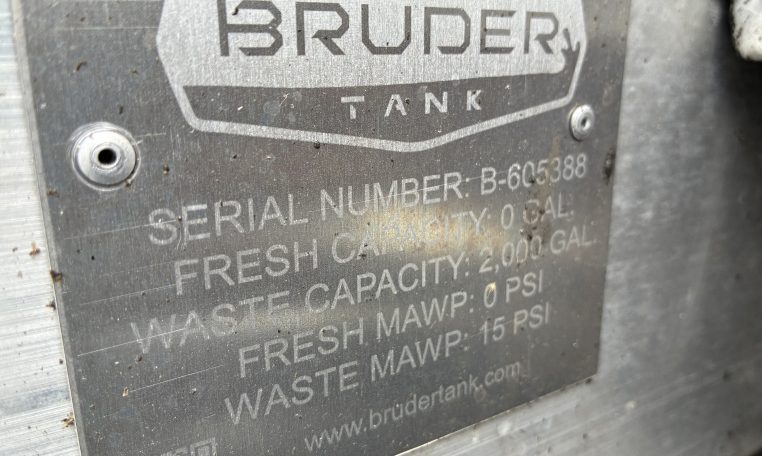 BRUDER
TANK
SERIAL NUMBER: B-605388
FRESH CAPACITY: 0 GAL.
WASTE CAPACITY: 2,000 GAL.
FRESH MAWP: 0 PSI
WASTE MAWP: 15 PSI
www.brudertank.com